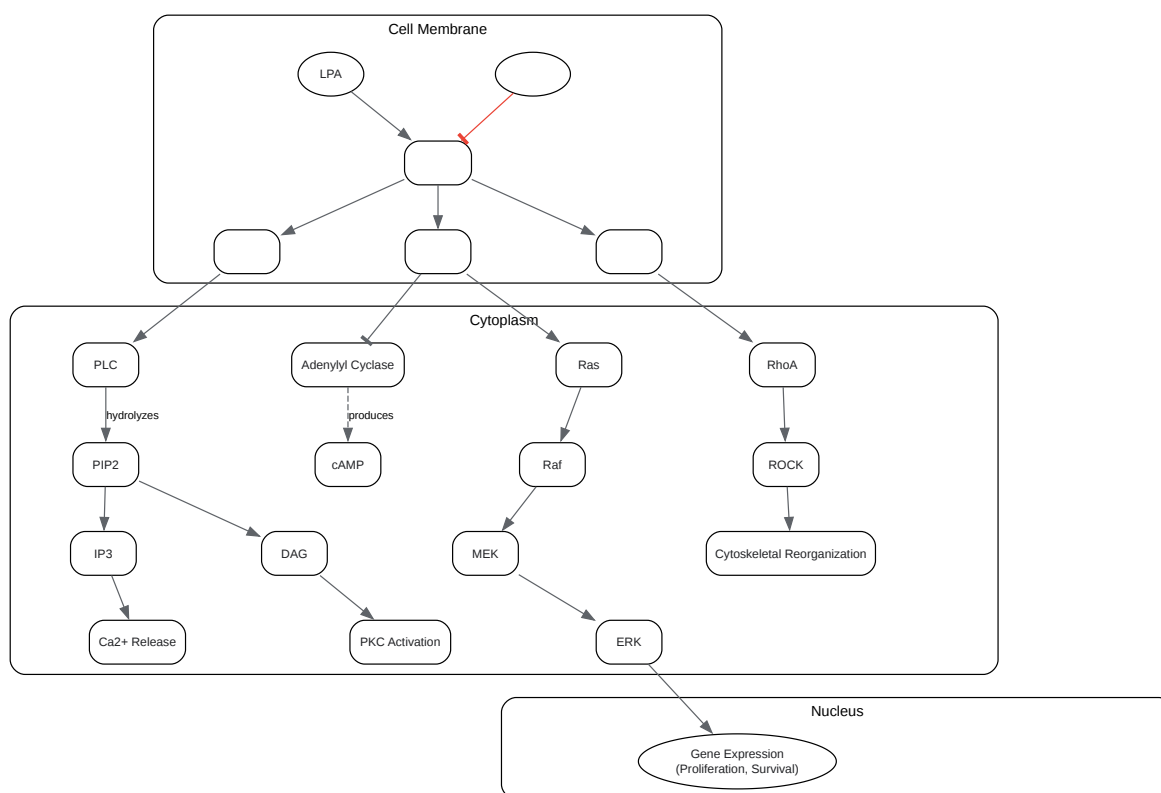 Cell Membrane
LPA
Cytoplasm
PLC
Adenylyl Cyclase
Ras
RhoA
hydrolyzes
produces
PIP2
cAMP
Raf
ROCK
IP3
DAG
MEK
Cytoskeletal Reorganization
Ca2+ Release
PKC Activation
ERK
Nucleus
Gene Expression
(Proliferation, Survival)